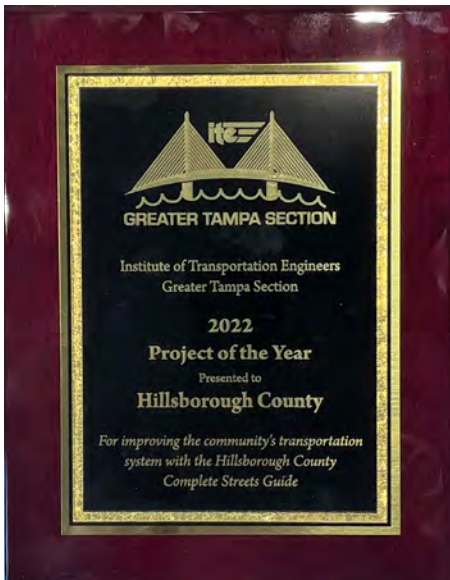 ite
GREATER TAMPA SECTION
Institute of Transportation Engineers
Greater Tampa Section
2022
Project of the Year
Presented to
Hillsborough County
For improving the community's transportation
system with the Hillsborough County
Complete Streets Guide